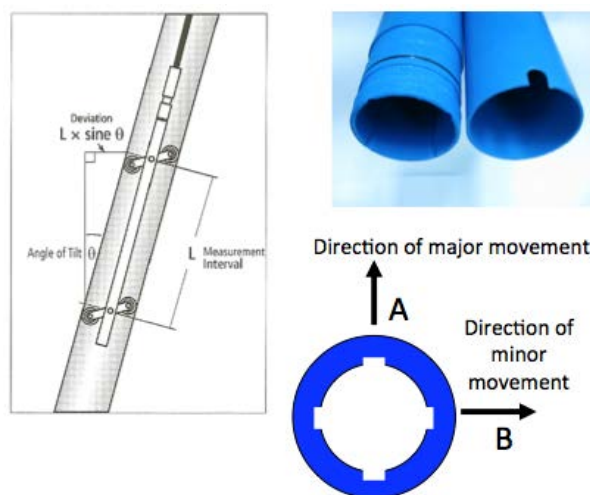 Deviation
L × sine θ
Angle of Tilt θ
L Measurement
Interval
Direction of major movement
A
Direction of
minor
movement
B